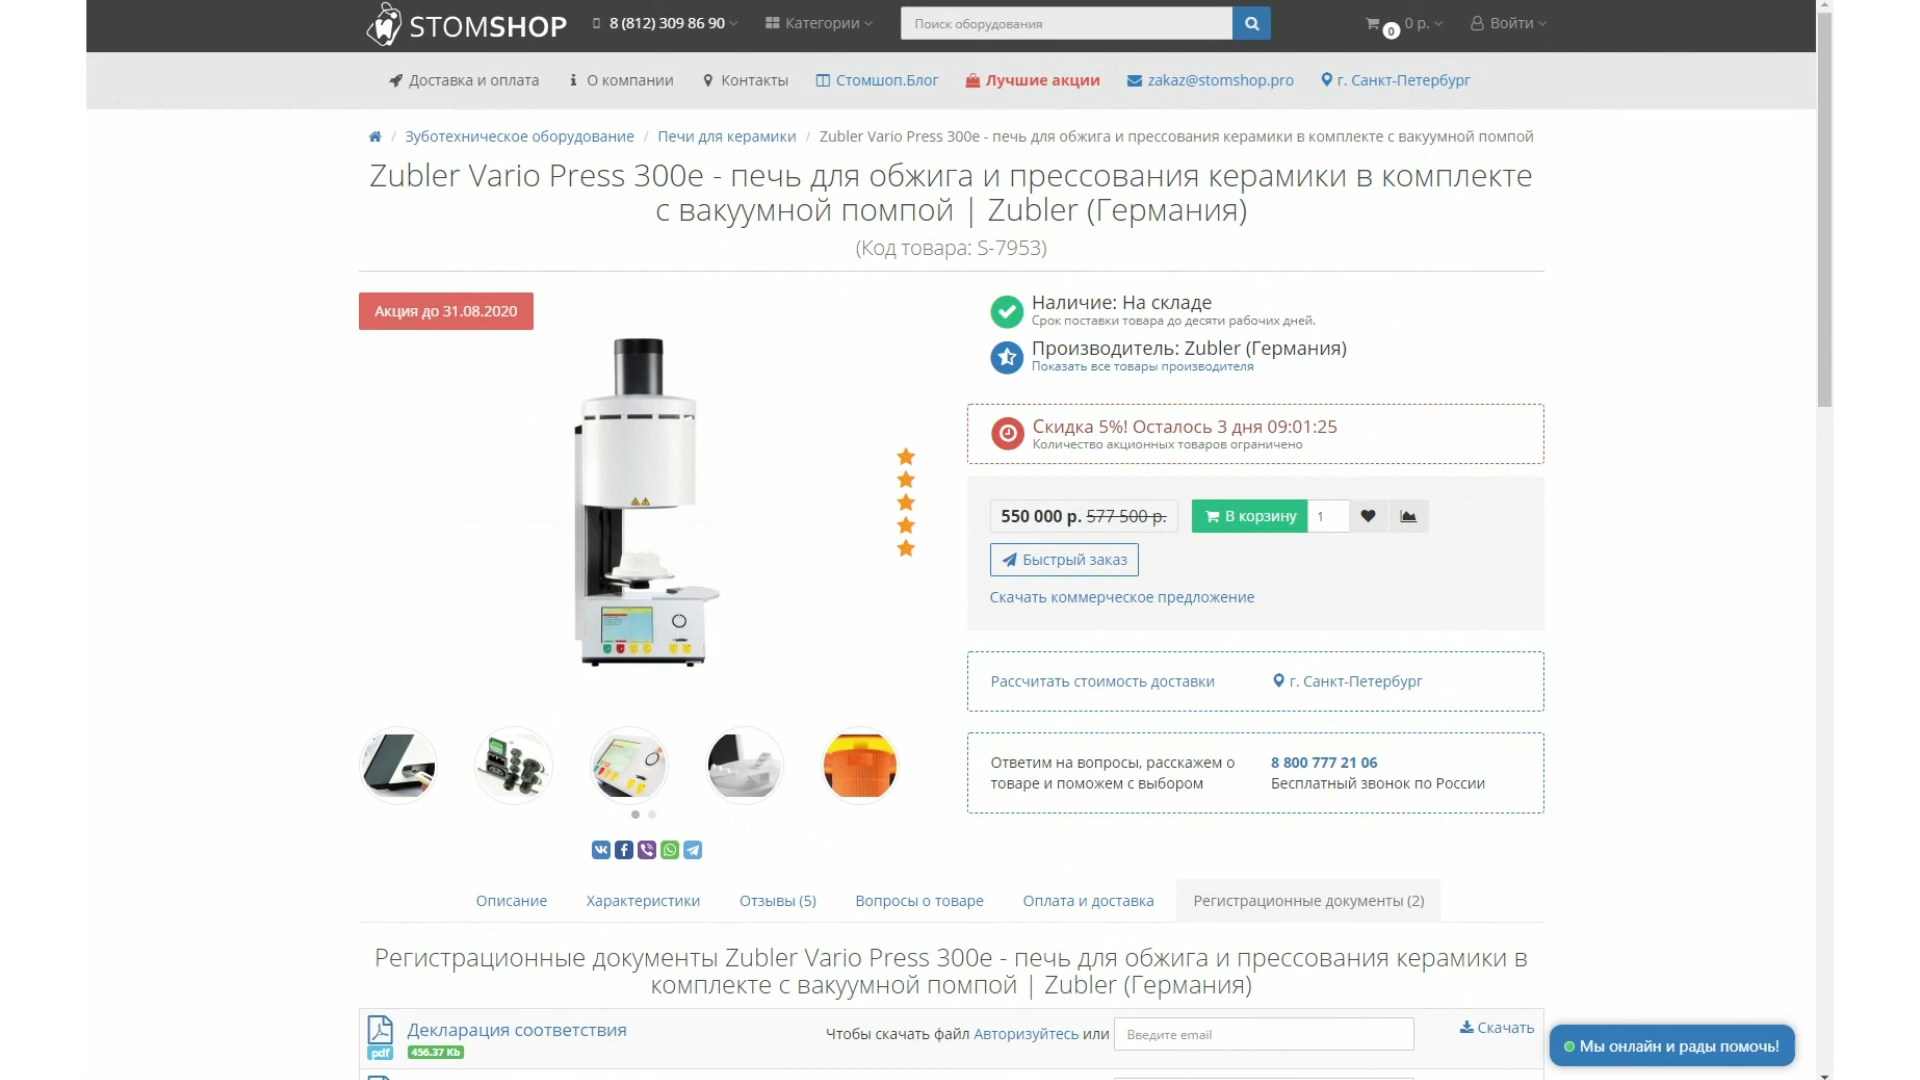 STOMSHOP
8 (812) 309 86 90
Категории
Поиск оборудования
0
0 р.
Войти
Доставка и оплата
О компании
Контакты
Стомшоп.Блог
Лучшие акции
zakaz@stomshop.pro
г. Санкт-Петербург
/ Зуботехническое оборудование / Печи для керамики / Zubler Vario Press 300e - печь для обжига и прессования керамики в комплекте с вакуумной помпой
Zubler Vario Press 300e - печь для обжига и прессования керамики в комплекте
с вакуумной помпой | Zubler (Германия)
(Код товара: S-7953)
Акция до 31.08.2020
Наличие: На складе
Срок поставки товара до десяти рабочих дней.
Производитель: Zubler (Германия)
Показать все товары производителя
Скидка 5%! Осталось 3 дня 09:01:25
Количество акционных товаров ограничено
550 000 р. 577 500 р.
В корзину
1
Быстрый заказ
Скачать коммерческое предложение
Рассчитать стоимость доставки
г. Санкт-Петербург
Ответим на вопросы, расскажем о
товаре и поможем с выбором
8 800 777 21 06
Бесплатный звонок по России
Описание
Характеристики
Отзывы (5)
Вопросы о товаре
Оплата и доставка
Регистрационные документы (2)
Регистрационные документы Zubler Vario Press 300e - печь для обжига и прессования керамики в
комплекте с вакуумной помпой | Zubler (Германия)
pdf
Декларация соответствия
456.37 Kb
Чтобы скачать файл Авторизуйтесь или
Введите email
Скачать
Мы онлайн и рады помочь!